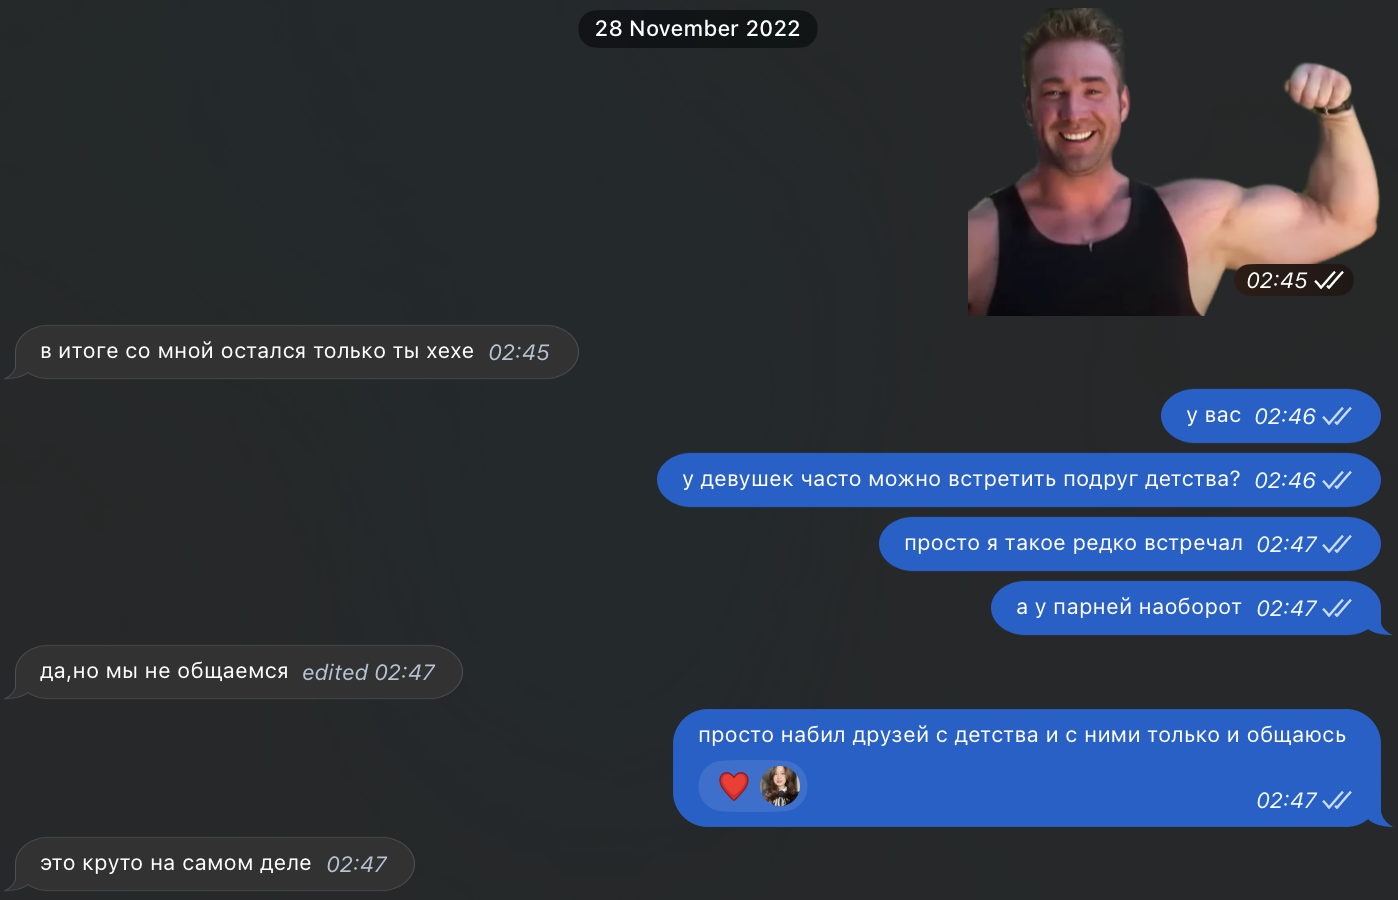 28 November 2022
02:45
в итоге со мной остался только ты хехе 02:45
у вас 02:46
у девушек часто можно встретить подруг детства? 02:46
просто я такое редко встречал 02:47
а у парней наоборот 02:47
да,но мы не общаемся edited 02:47
просто набил друзей с детства и с ними только и общаюсь
02:47
это круто на самом деле 02:47